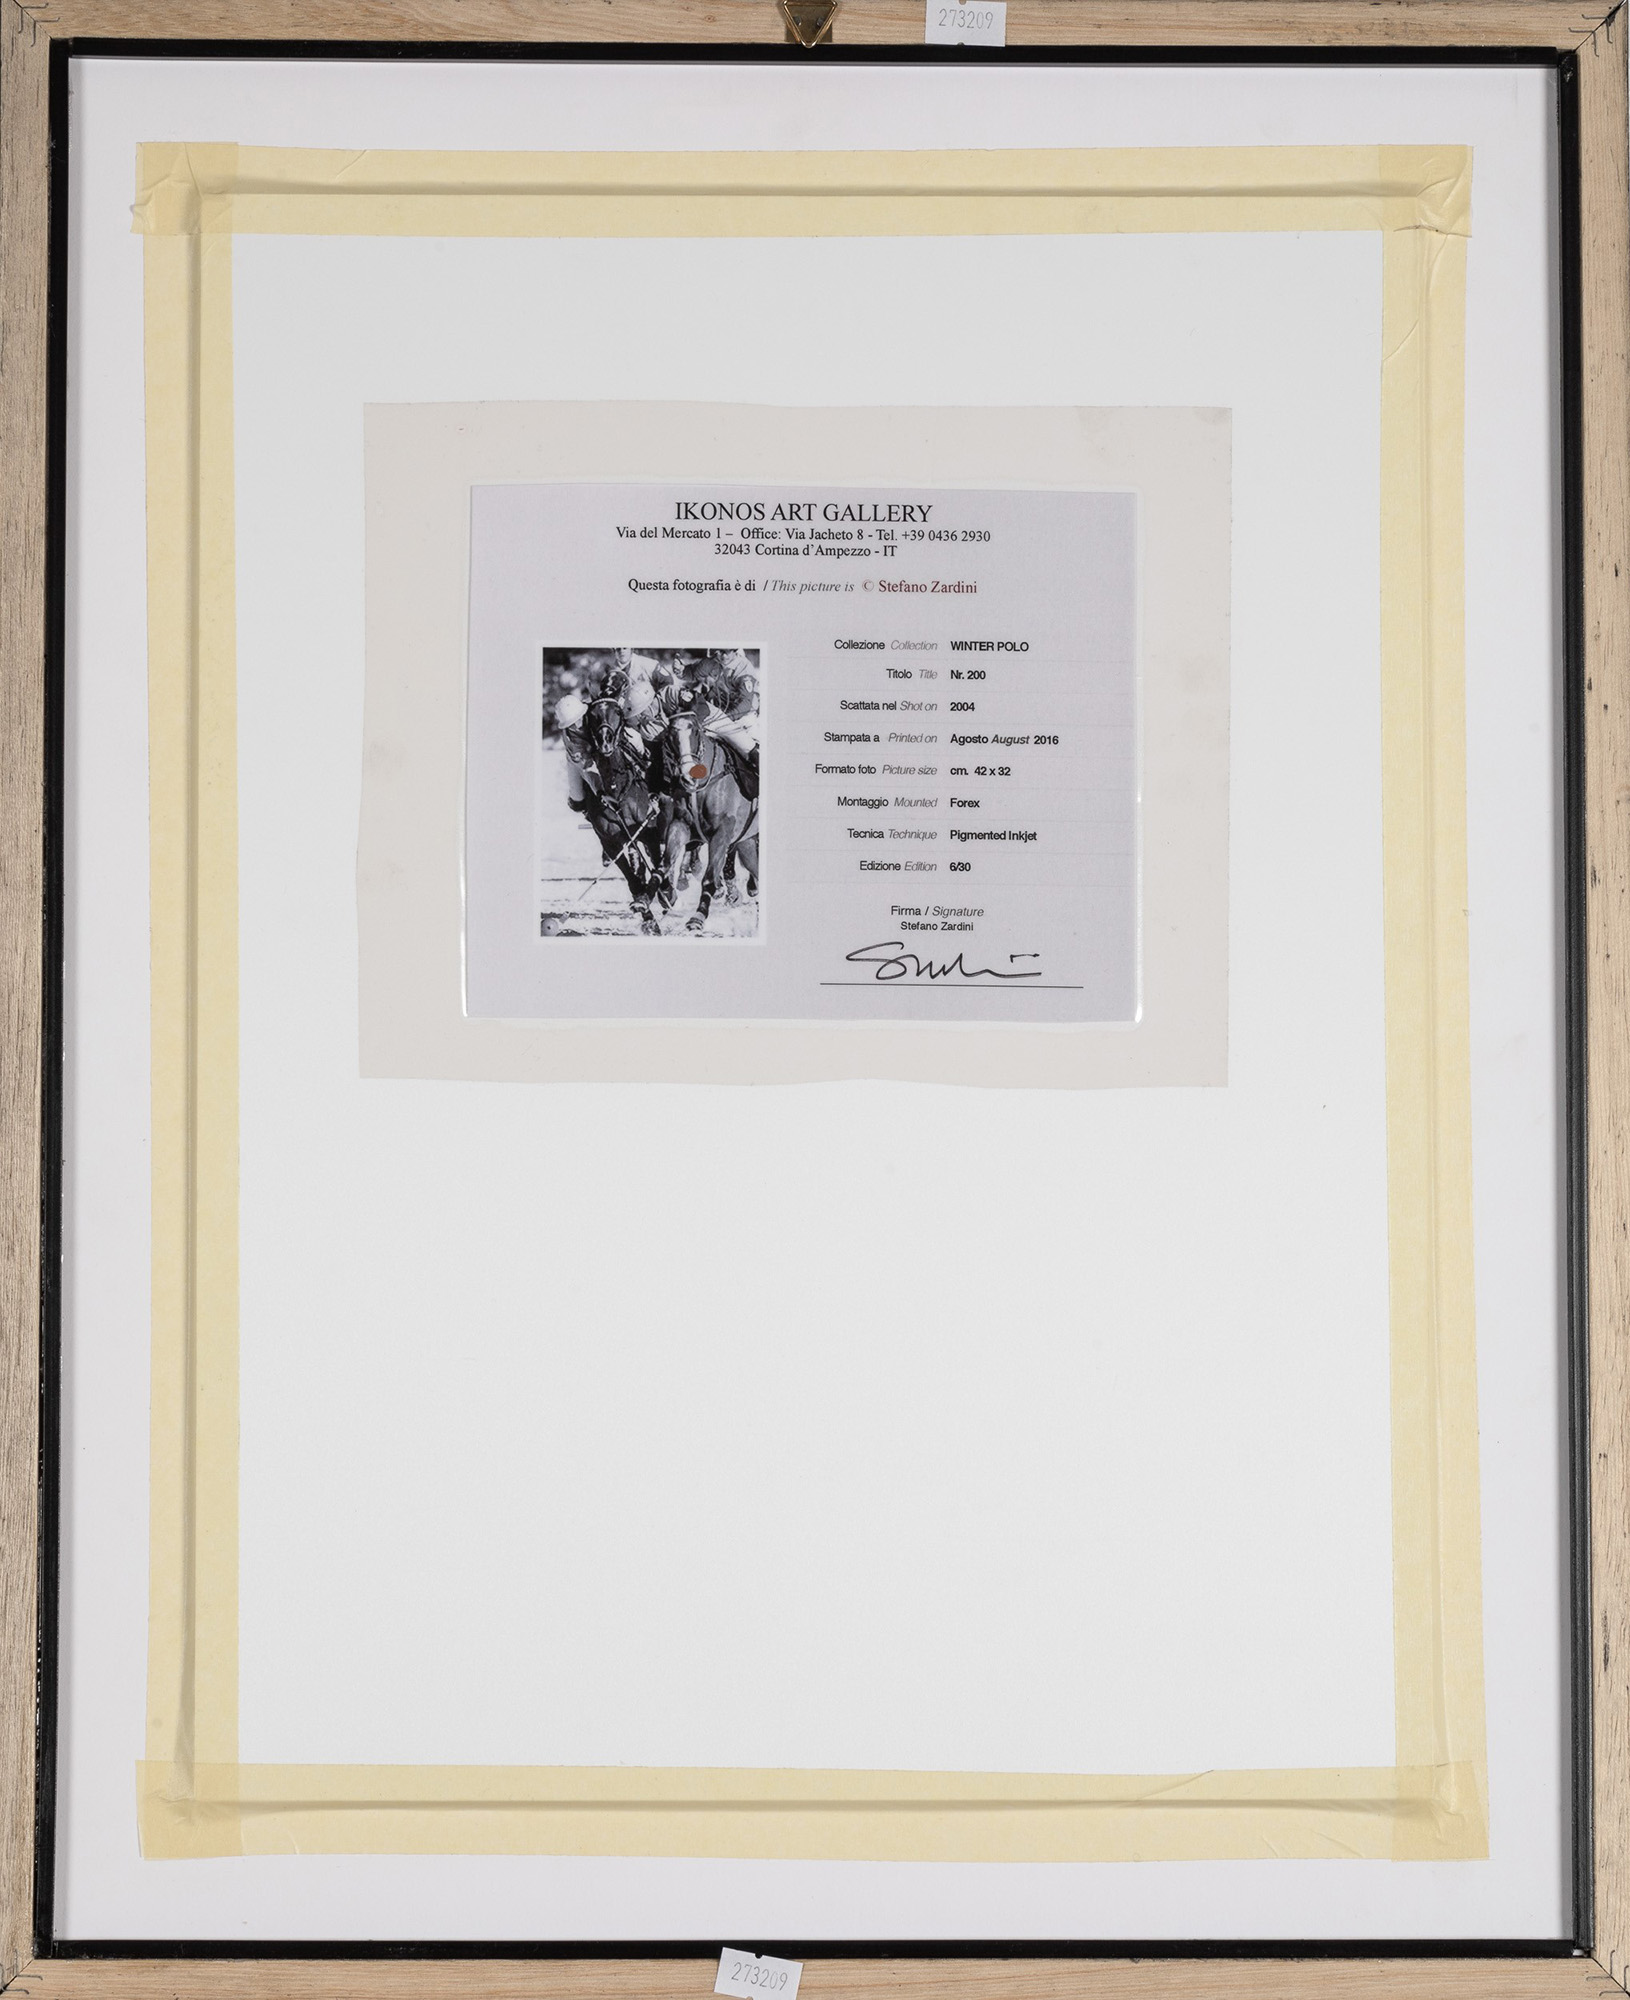 273209
IKONOS ART GALLERY
Via del Mercato 1 – Office: Via Jacheto 8 - Tel. +39 0436 2930
32043 Cortina d'Ampezzo - IT
Questa fotografia è di / This picture is © Stefano Zardini
Collezione Collection WINTER POLO
Titolo Title Nr. 200
Scattata nel Shot on 2004
Stampata a Printed on Agosto August 2016
Formato foto Picture size cm. 42 x 32
Montaggio Mounted Forex
Tecnica Technique Pigmented Inkjet
Edizione Edition 6/30
Firma / Signature
Stefano Zardini
273209